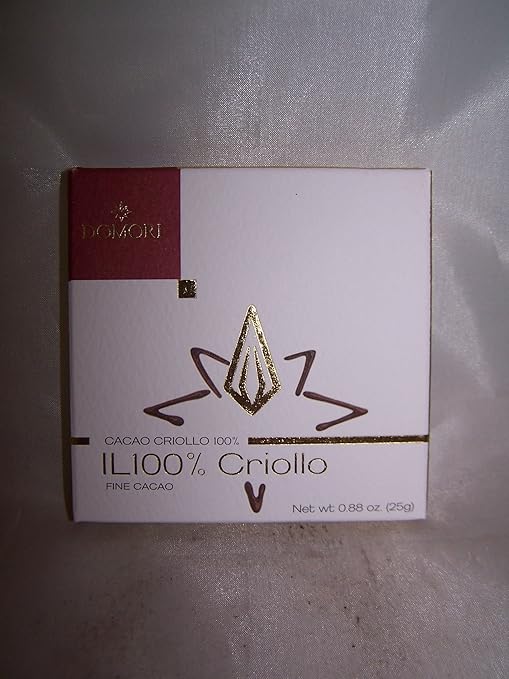 DOMORI
CACAO CRIOLLO 100%
IL100% Criollo
FINE CACAO
Net wt 0.88 oz. (25g)